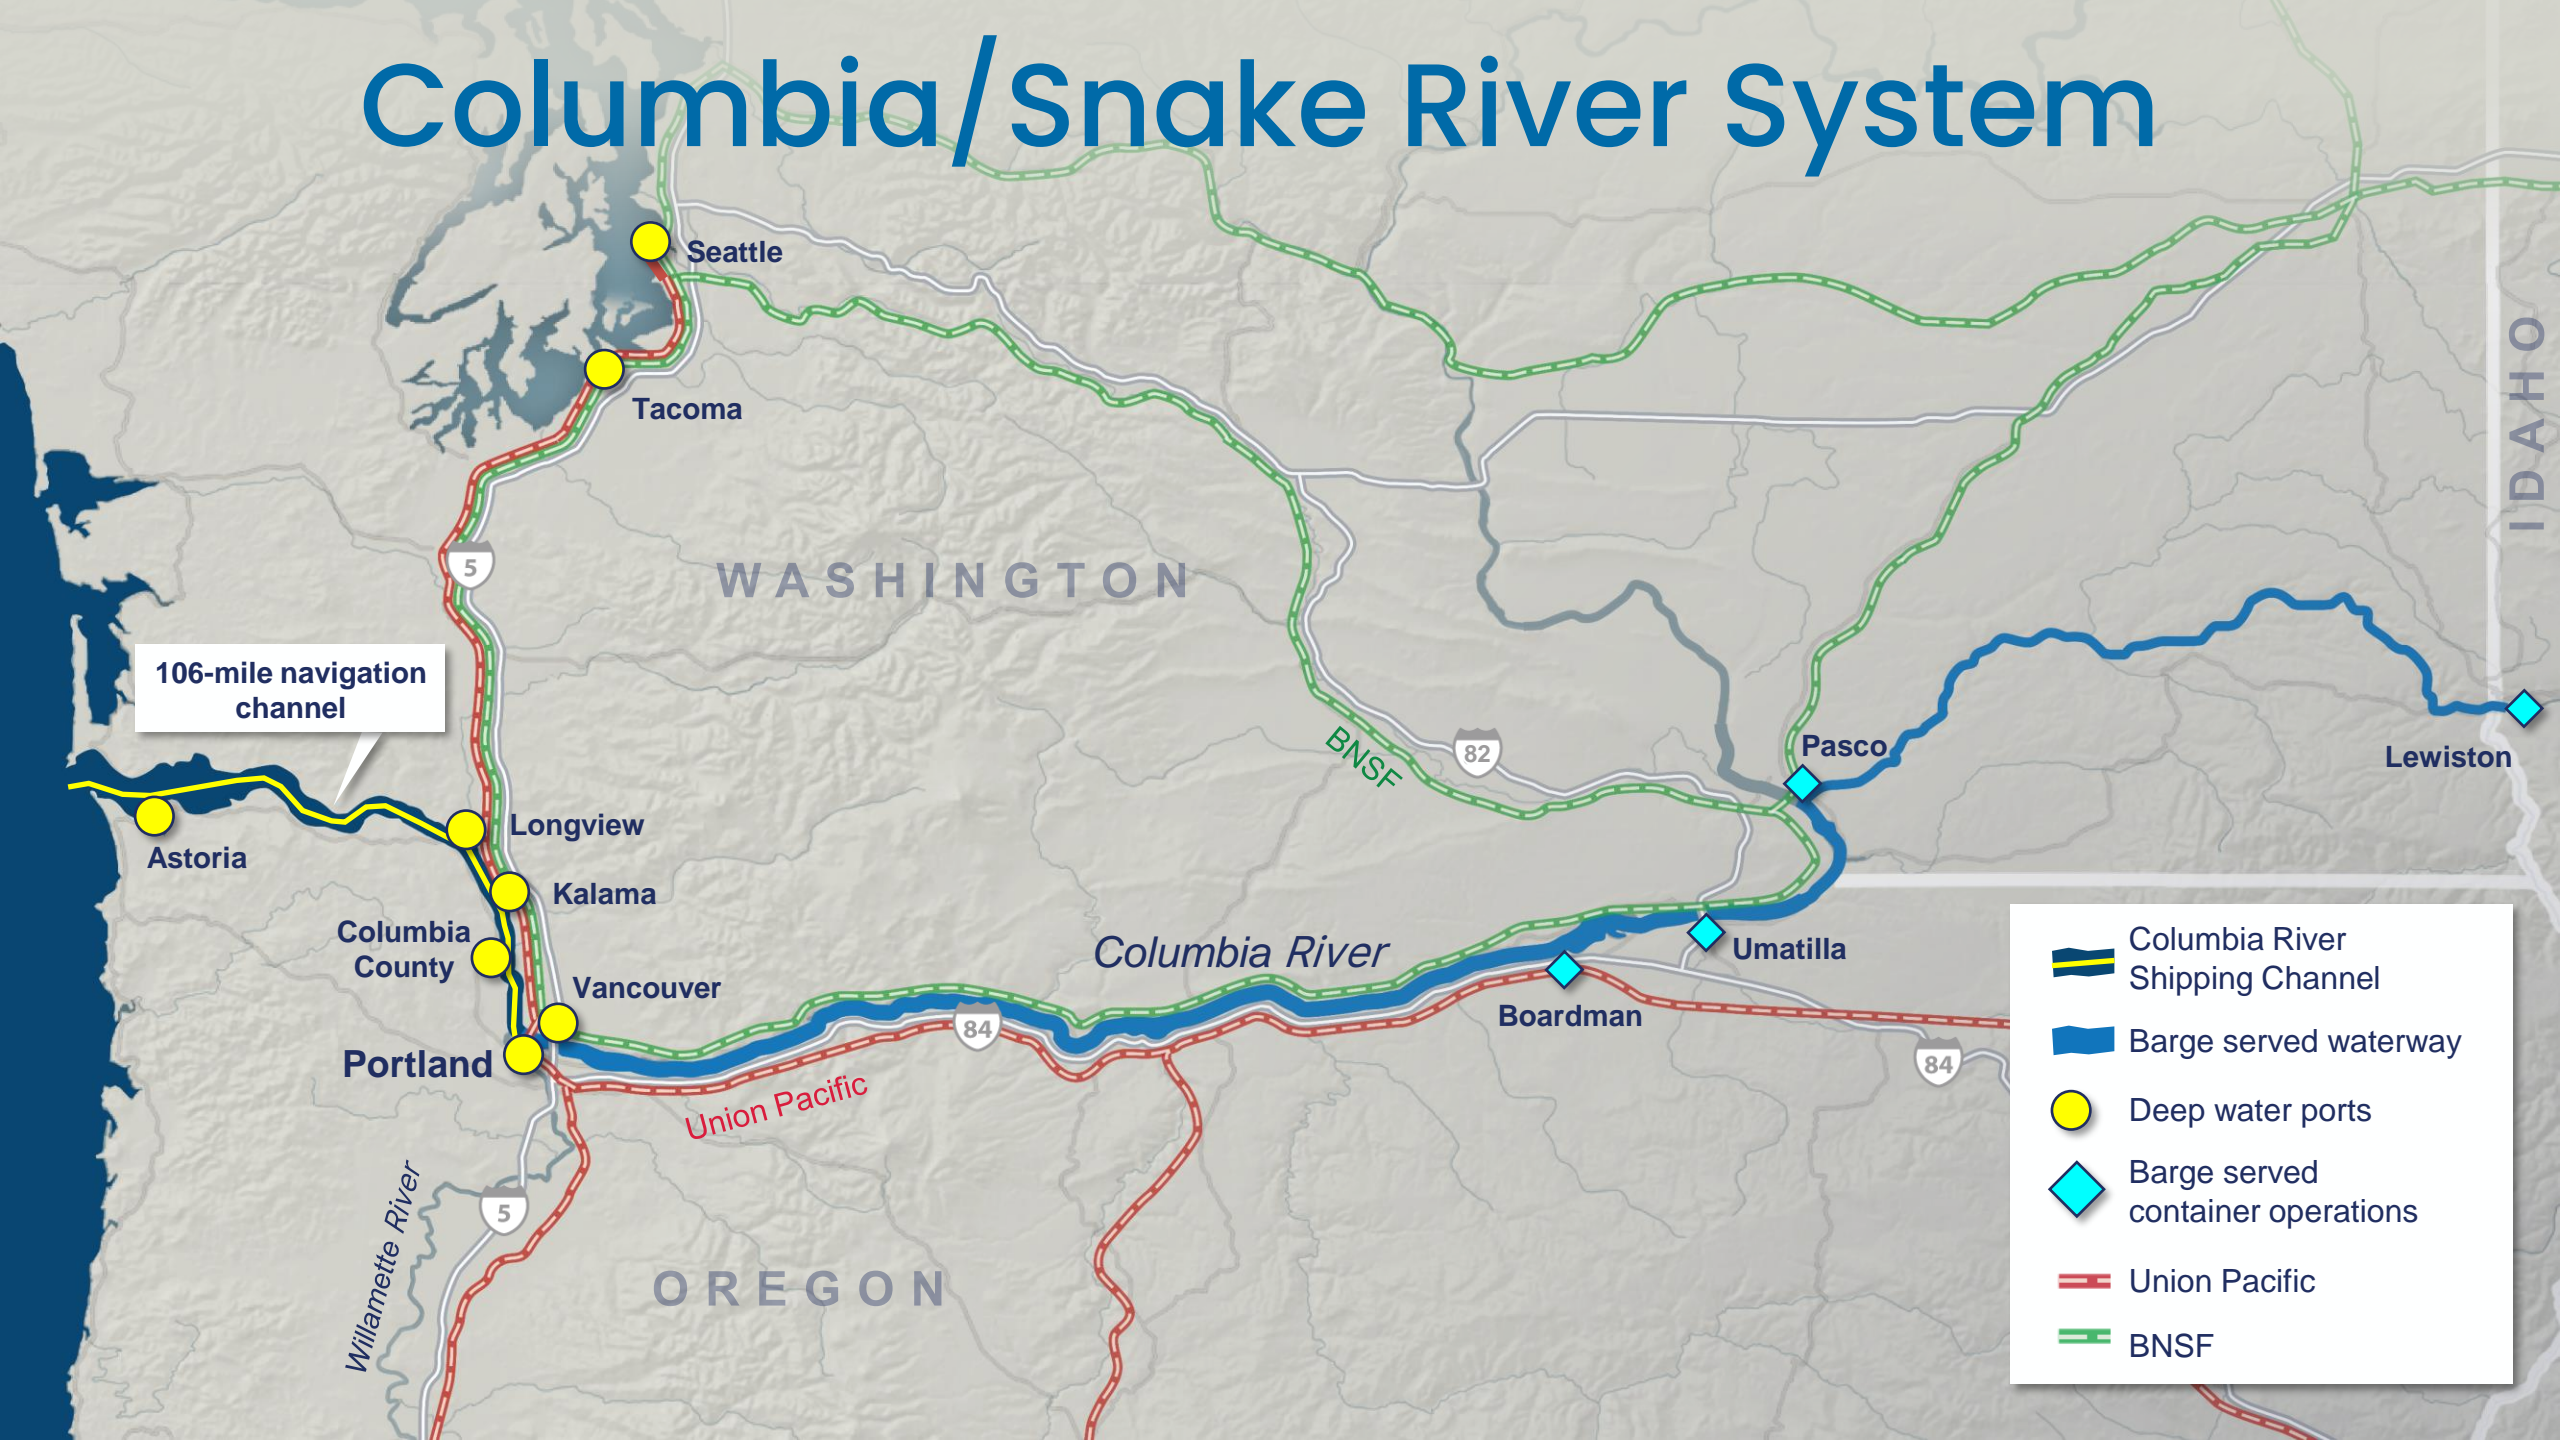 Columbia/Snake River System
Seattle
Tacoma
IDAHO
WASHINGTON
5
106-mile navigation
channel
BNSF
82
Pasco
Lewiston
Longview
Astoria
Kalama
Columbia
County
Columbia River
Umatilla
Vancouver
Boardman
84
84
Portland
Union Pacific
Willamette River
5
OREGON
Columbia River
Shipping Channel
Barge served waterway
Deep water ports
Barge served
container operations
Union Pacific
BNSF